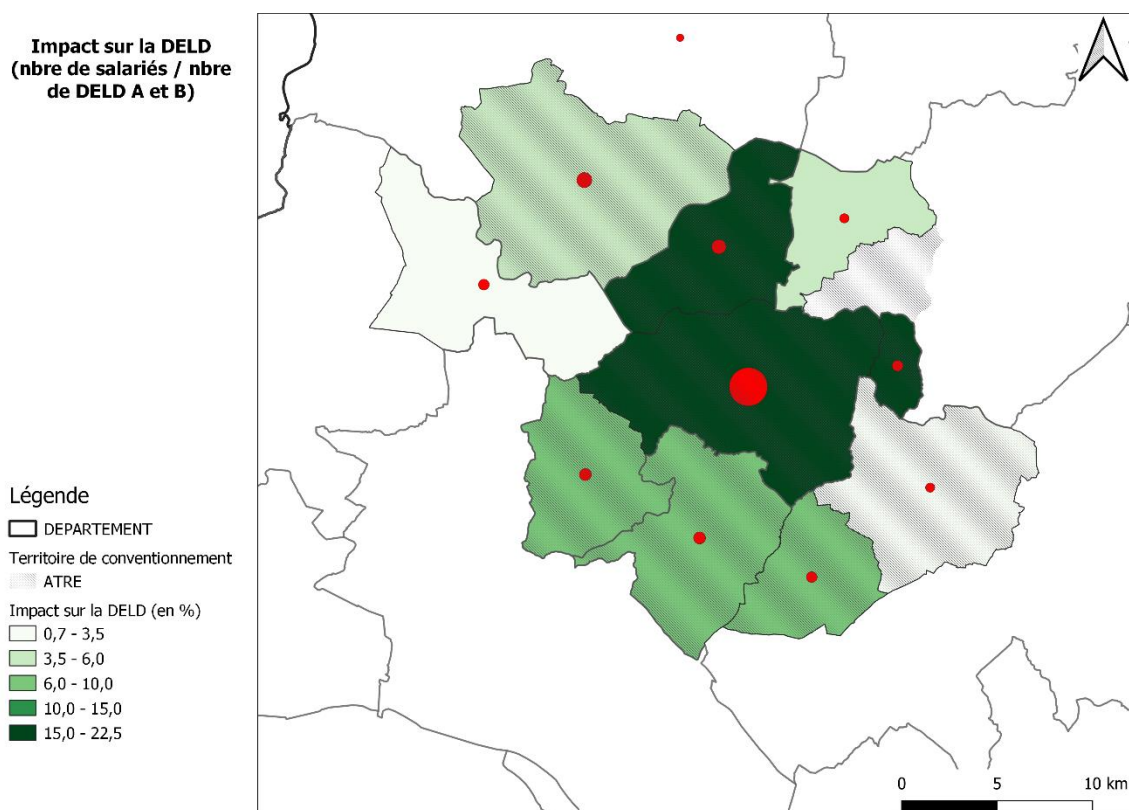 Impact sur la DELD
(nbre de salariés / nbre
de DELD A et B)
Légende
DEPARTEMENT
Territoire de conventionnement
ATRE
Impact sur la DELD (en %)
0,7 - 3,5
3,5 - 6,0
6,0 - 10,0
10,0 - 15,0
15,0 - 22,5
0 5 10 km